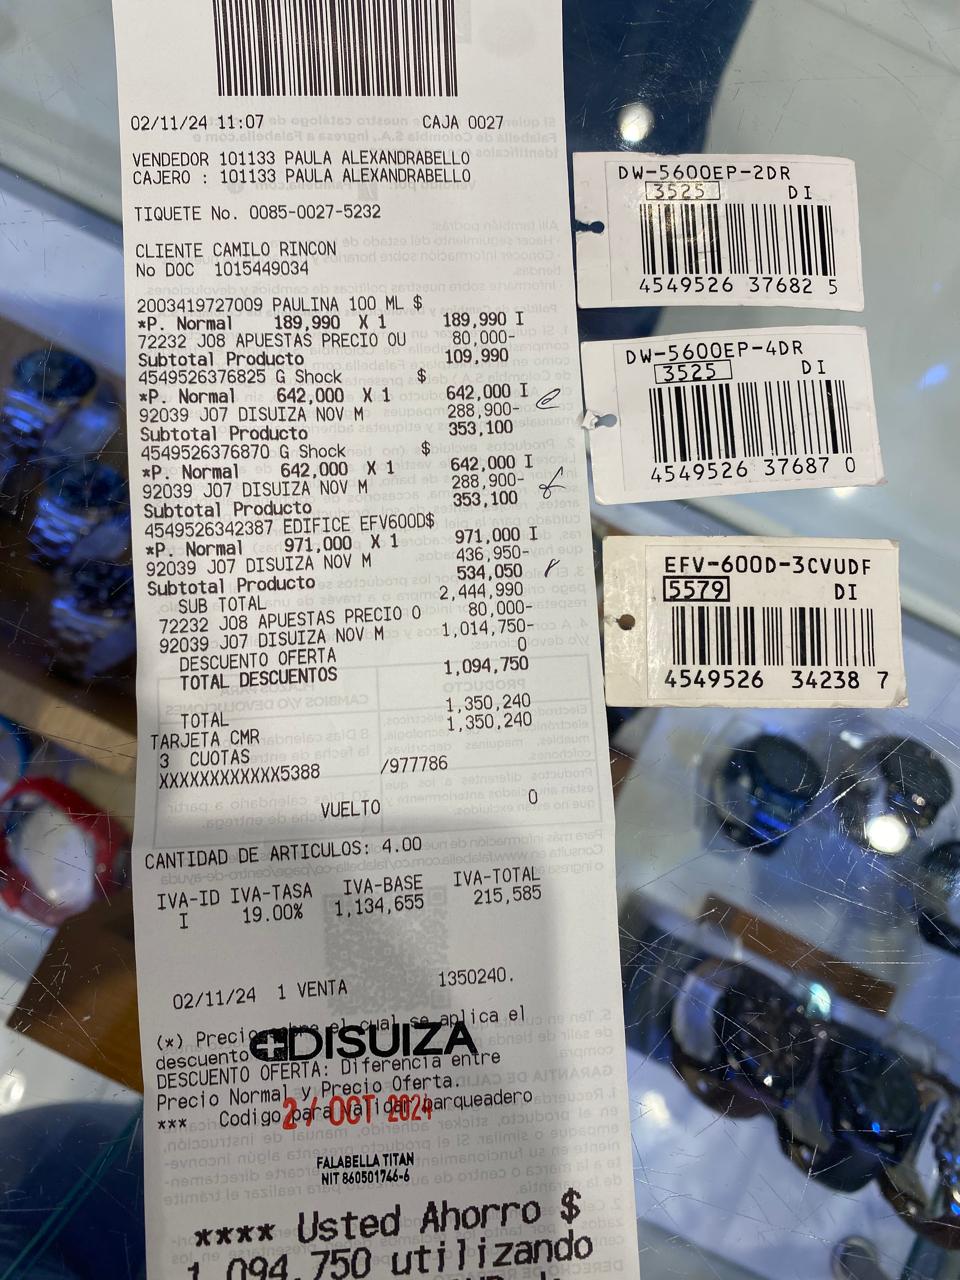 02/11/24 11:07 CAJA 0027
VENDEDOR 101133 PAULA ALEXANDRABELLO
CAJERO : 101133 PAULA ALEXANDRABELLO
TIQUETE No. 0085-0027-5232
CLIENTE CAMILO RINCON
No DOC 1015449034
2003419727009 PAULINA 100 ML $
*P. Normal 189,990 X 1 189,990 I
72232 J08 APUESTAS PRECIO OU 80,000-
Subtotal Producto 109,990
4549526376825 G Shock $
*P. Normal 642,000 X 1 642,000 I
92039 J07 DISUIZA NOV M 288,900-
Subtotal Producto 353,100
4549526376870 G Shock $
*P. Normal 642,000 X 1 642,000 I
92039 J07 DISUIZA NOV M 288,900-
Subtotal Producto 353,100
4549526342387 EDIFICE EFV600D$
*P. Normal 971,000 X 1 971,000 I
92039 J07 DISUIZA NOV M 436,950-
Subtotal Producto 534,050
SUB TOTAL 2,444,990
72232 J08 APUESTAS PRECIO O 80,000-
92039 J07 DISUIZA NOV M 1,014,750-
DESCUENTO OFERTA 0
TOTAL DESCUENTOS 1,094,750
TOTAL 1,350,240
TARJETA CMR 1,350,240
3 CUOTAS
XXXXXXXXXXXX5388 /977786
VUELTO 0
CANTIDAD DE ARTICULOS: 4.00
IVA-ID IVA-TASA IVA-BASE IVA-TOTAL
I 19.00% 1,134,655 215,585
02/11/24 1 VENTA 1350240.
(*) Precio sobre el cual se aplica el
descuento
DISUIZA
DESCUENTO OFERTA: Diferencia entre
Precio Normal y Precio Oferta.
*** Codigo para validar parqueadero
OCT 2024
FALABELLA TITAN
NIT 860501746-6
**** Usted Ahorro $
1,094,750 utilizando
DW-5600EP-2DR
3525 DI
4549526 37682 5
DW-5600EP-4DR
3525 DI
4549526 37687 0
EFV-600D-3CVUDF
5579 DI
4549526 34238 7